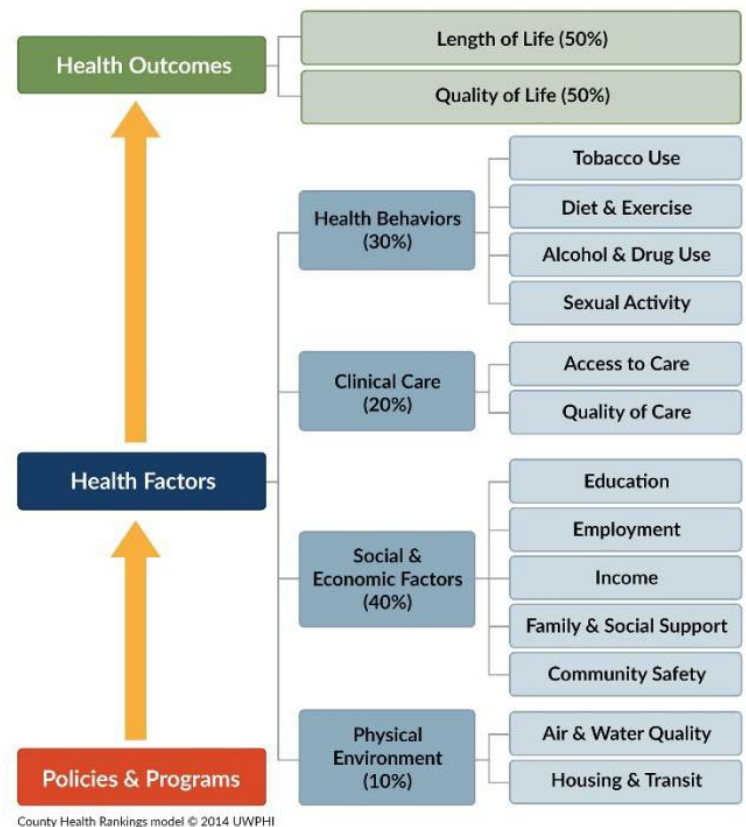 Health Outcomes
Length of Life (50%)
Quality of Life (50%)
Health Factors
Health Behaviors
(30%)
Tobacco Use
Diet & Exercise
Alcohol & Drug Use
Sexual Activity
Clinical Care
(20%)
Access to Care
Quality of Care
Social &
Economic Factors
(40%)
Education
Employment
Income
Family & Social Support
Community Safety
Physical
Environment
(10%)
Air & Water Quality
Housing & Transit
Policies & Programs
County Health Rankings model © 2014 UWPHI